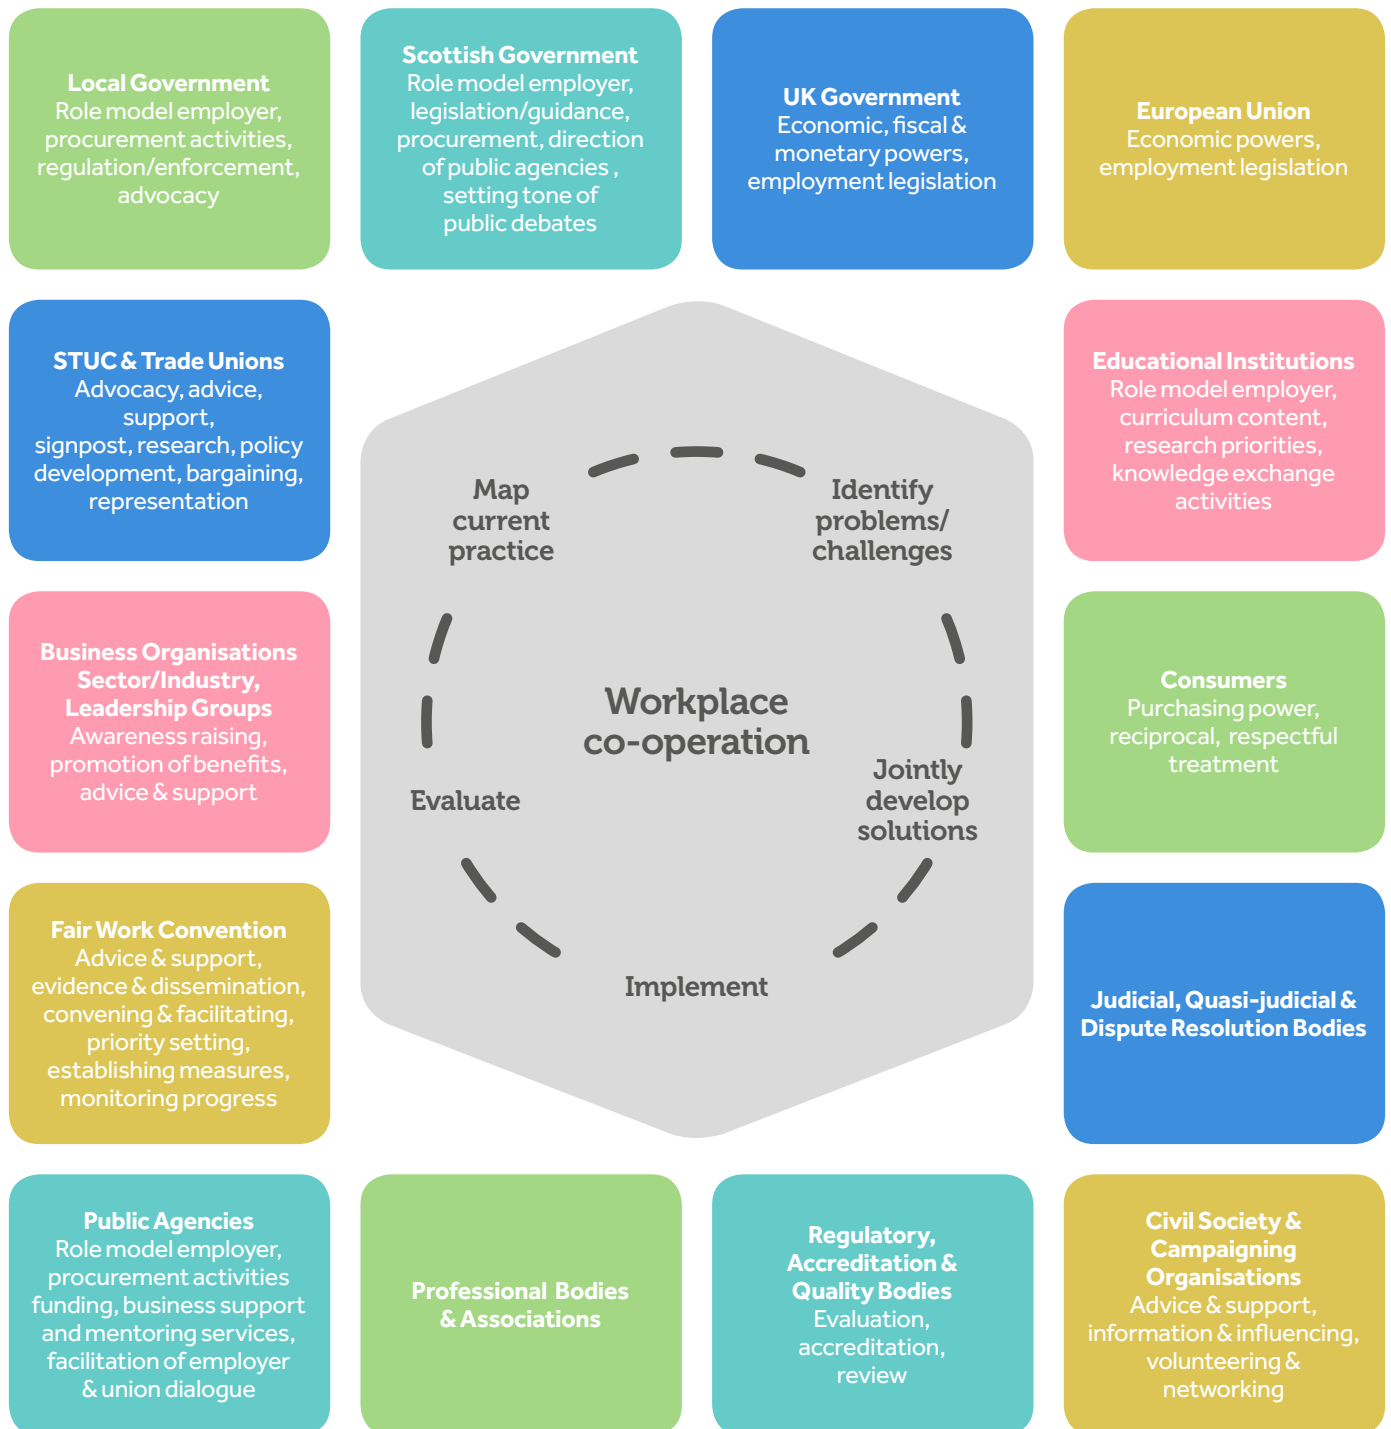 Local Government
Role model employer,
procurement activities,
regulation/enforcement,
advocacy
Scottish Government
Role model employer,
legislation/guidance,
procurement, direction
of public agencies ,
setting tone of
public debates
UK Government
Economic, fiscal &
monetary powers,
employment legislation
European Union
Economic powers,
employment legislation
STUC & Trade Unions
Advocacy, advice,
support,
signpost, research, policy
development, bargaining,
representation
Educational Institutions
Role model employer,
curriculum content,
research priorities,
knowledge exchange
activities
Map
current
practice
Identify
problems/
challenges
Workplace
co-operation
Jointly
develop
solutions
Evaluate
Implement
Business Organisations
Sector/Industry,
Leadership Groups
Awareness raising,
promotion of benefits,
advice & support
Consumers
Purchasing power,
reciprocal, respectful
treatment
Fair Work Convention
Advice & support,
evidence & dissemination,
convening & facilitating,
priority setting,
establishing measures,
monitoring progress
Judicial, Quasi-judicial &
Dispute Resolution Bodies
Public Agencies
Role model employer,
procurement activities
funding, business support
and mentoring services,
facilitation of employer
& union dialogue
Professional Bodies
& Associations
Regulatory,
Accreditation &
Quality Bodies
Evaluation,
accreditation,
review
Civil Society &
Campaigning
Organisations
Advice & support,
information & influencing,
volunteering &
networking